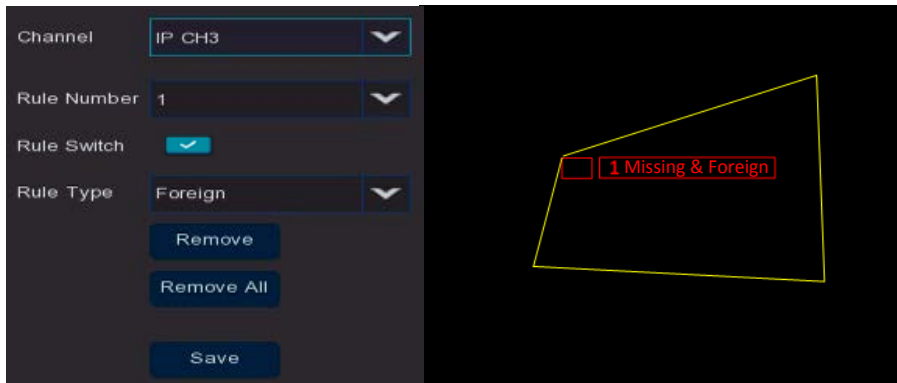 Channel
IP CH3
Rule Number
1
Rule Switch
Rule Type
Foreign
Remove
Remove All
Save
1 Missing & Foreign